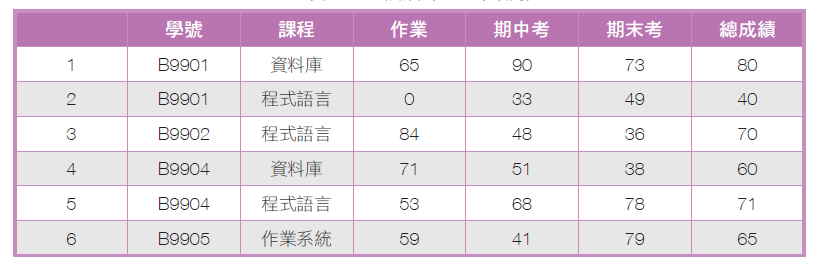 學號 課程 作業 期中考 期末考 總成績
1 B9901 資料庫 65 90 73 80
2 B9901 程式語言 0 33 49 40
3 B9902 程式語言 84 48 36 70
4 B9904 資料庫 71 51 38 60
5 B9904 程式語言 53 68 78 71
6 B9905 作業系統 59 41 79 65